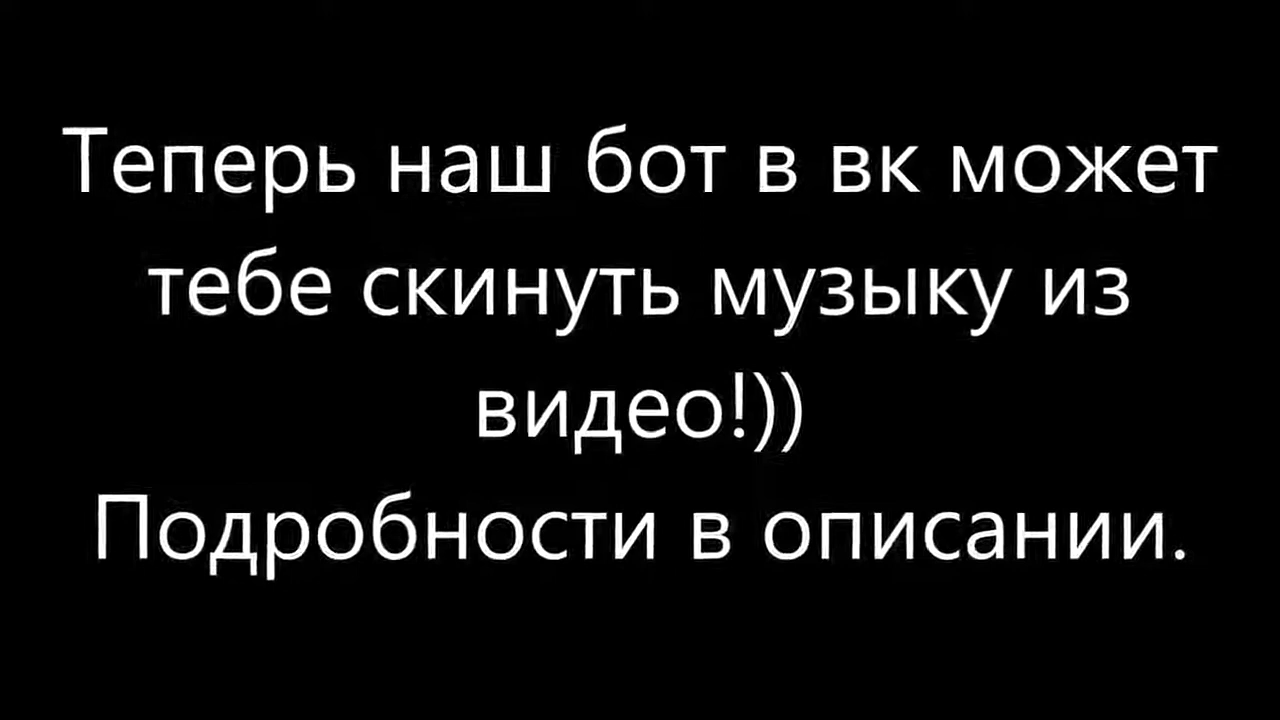 Теперь наш бот в вк может
тебе скинуть музыку из
видео!))
Подробности в описании.